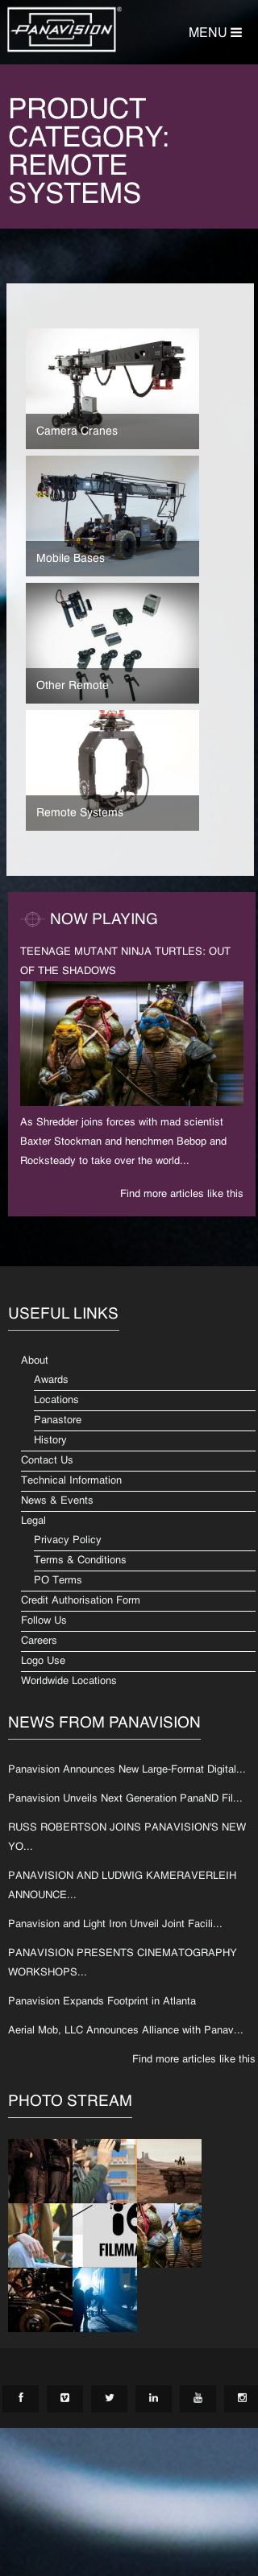 PANAVISION®
MENU
PRODUCT
CATEGORY:
REMOTE
SYSTEMS
Camera Cranes
Mobile Bases
Other Remote
Remote Systems
NOW PLAYING
TEENAGE MUTANT NINJA TURTLES: OUT
OF THE SHADOWS
As Shredder joins forces with mad scientist
Baxter Stockman and henchmen Bebop and
Rocksteady to take over the world...
Find more articles like this
USEFUL LINKS
About
Awards
Locations
Panastore
History
Contact Us
Technical Information
News & Events
Legal
Privacy Policy
Terms & Conditions
PO Terms
Credit Authorisation Form
Follow Us
Careers
Logo Use
Worldwide Locations
NEWS FROM PANAVISION
Panavision Announces New Large-Format Digital...
Panavision Unveils Next Generation PanaND Fil...
RUSS ROBERTSON JOINS PANAVISION'S NEW
YO...
PANAVISION AND LUDWIG KAMERAVERLEIH
ANNOUNCE...
Panavision and Light Iron Unveil Joint Facili...
PANAVISION PRESENTS CINEMATOGRAPHY
WORKSHOPS...
Panavision Expands Footprint in Atlanta
Aerial Mob, LLC Announces Alliance with Panav...
Find more articles like this
PHOTO STREAM
FILMMA